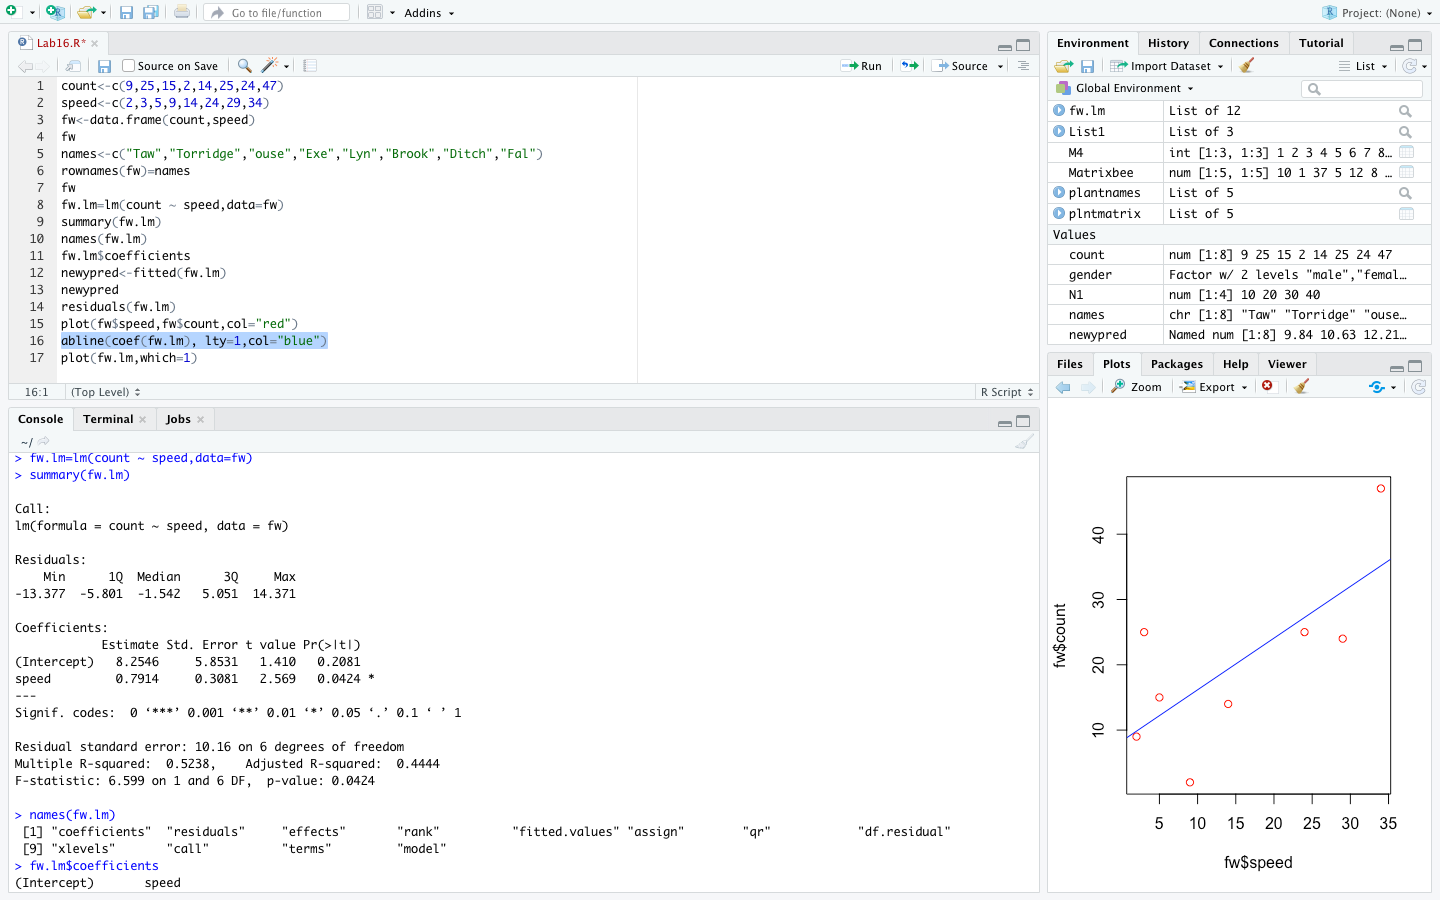 Go to file/function
Addins
Project: (None)
Lab16.R*
Source on Save
Run
Source
1 count<-c(9,25,15,2,14,25,24,47)
2 speed<-c(2,3,5,9,14,24,29,34)
3 fw<-data.frame(count,speed)
4 fw
5 names<-c("Taw","Torridge","ouse","Exe","Lyn","Brook","Ditch","Fal")
6 rownames(fw)=names
7 fw
8 fw.lm=lm(count ~ speed,data=fw)
9 summary(fw.lm)
10 names(fw.lm)
11 fw.lm$coefficients
12 newypred<-fitted(fw.lm)
13 newypred
14 residuals(fw.lm)
15 plot(fw$speed,fw$count,col="red")
16 abline(coef(fw.lm), lty=1,col="blue")
17 plot(fw.lm,which=1)
16:1 (Top Level) R Script
Console Terminal Jobs
~/
> fw.lm=lm(count ~ speed,data=fw)
> summary(fw.lm)
Call:
lm(formula = count ~ speed, data = fw)
Residuals:
Min 1Q Median 3Q Max
-13.377 -5.801 -1.542 5.051 14.371
Coefficients:
Estimate Std. Error t value Pr(>|t|)
(Intercept) 8.2546 5.8531 1.410 0.2081
speed 0.7914 0.3081 2.569 0.0424 *
---
Signif. codes: 0 ‘***’ 0.001 ‘**’ 0.01 ‘*’ 0.05 ‘.’ 0.1 ‘ ’ 1
Residual standard error: 10.16 on 6 degrees of freedom
Multiple R-squared: 0.5238, Adjusted R-squared: 0.4444
F-statistic: 6.599 on 1 and 6 DF, p-value: 0.0424
> names(fw.lm)
[1] "coefficients" "residuals" "effects" "rank" "fitted.values" "assign" "qr" "df.residual"
[9] "xlevels" "call" "terms" "model"
> fw.lm$coefficients
(Intercept) speed
Environment History Connections Tutorial
Import Dataset List
Global Environment
fw.lm List of 12
List1 List of 3
M4 int [1:3, 1:3] 1 2 3 4 5 6 7 8…
Matrixbee num [1:5, 1:5] 10 1 37 5 12 8 …
plantnames List of 5
plntmatrix List of 5
Values
count num [1:8] 9 25 15 2 14 25 24 47
gender Factor w/ 2 levels "male","femal…
N1 num [1:4] 10 20 30 40
names chr [1:8] "Taw" "Torridge" "ouse…
newypred Named num [1:8] 9.84 10.63 12.21…
Files Plots Packages Help Viewer
Zoom Export
fw$count
40
30
20
10
5 10 15 20 25 30 35
fw$speed